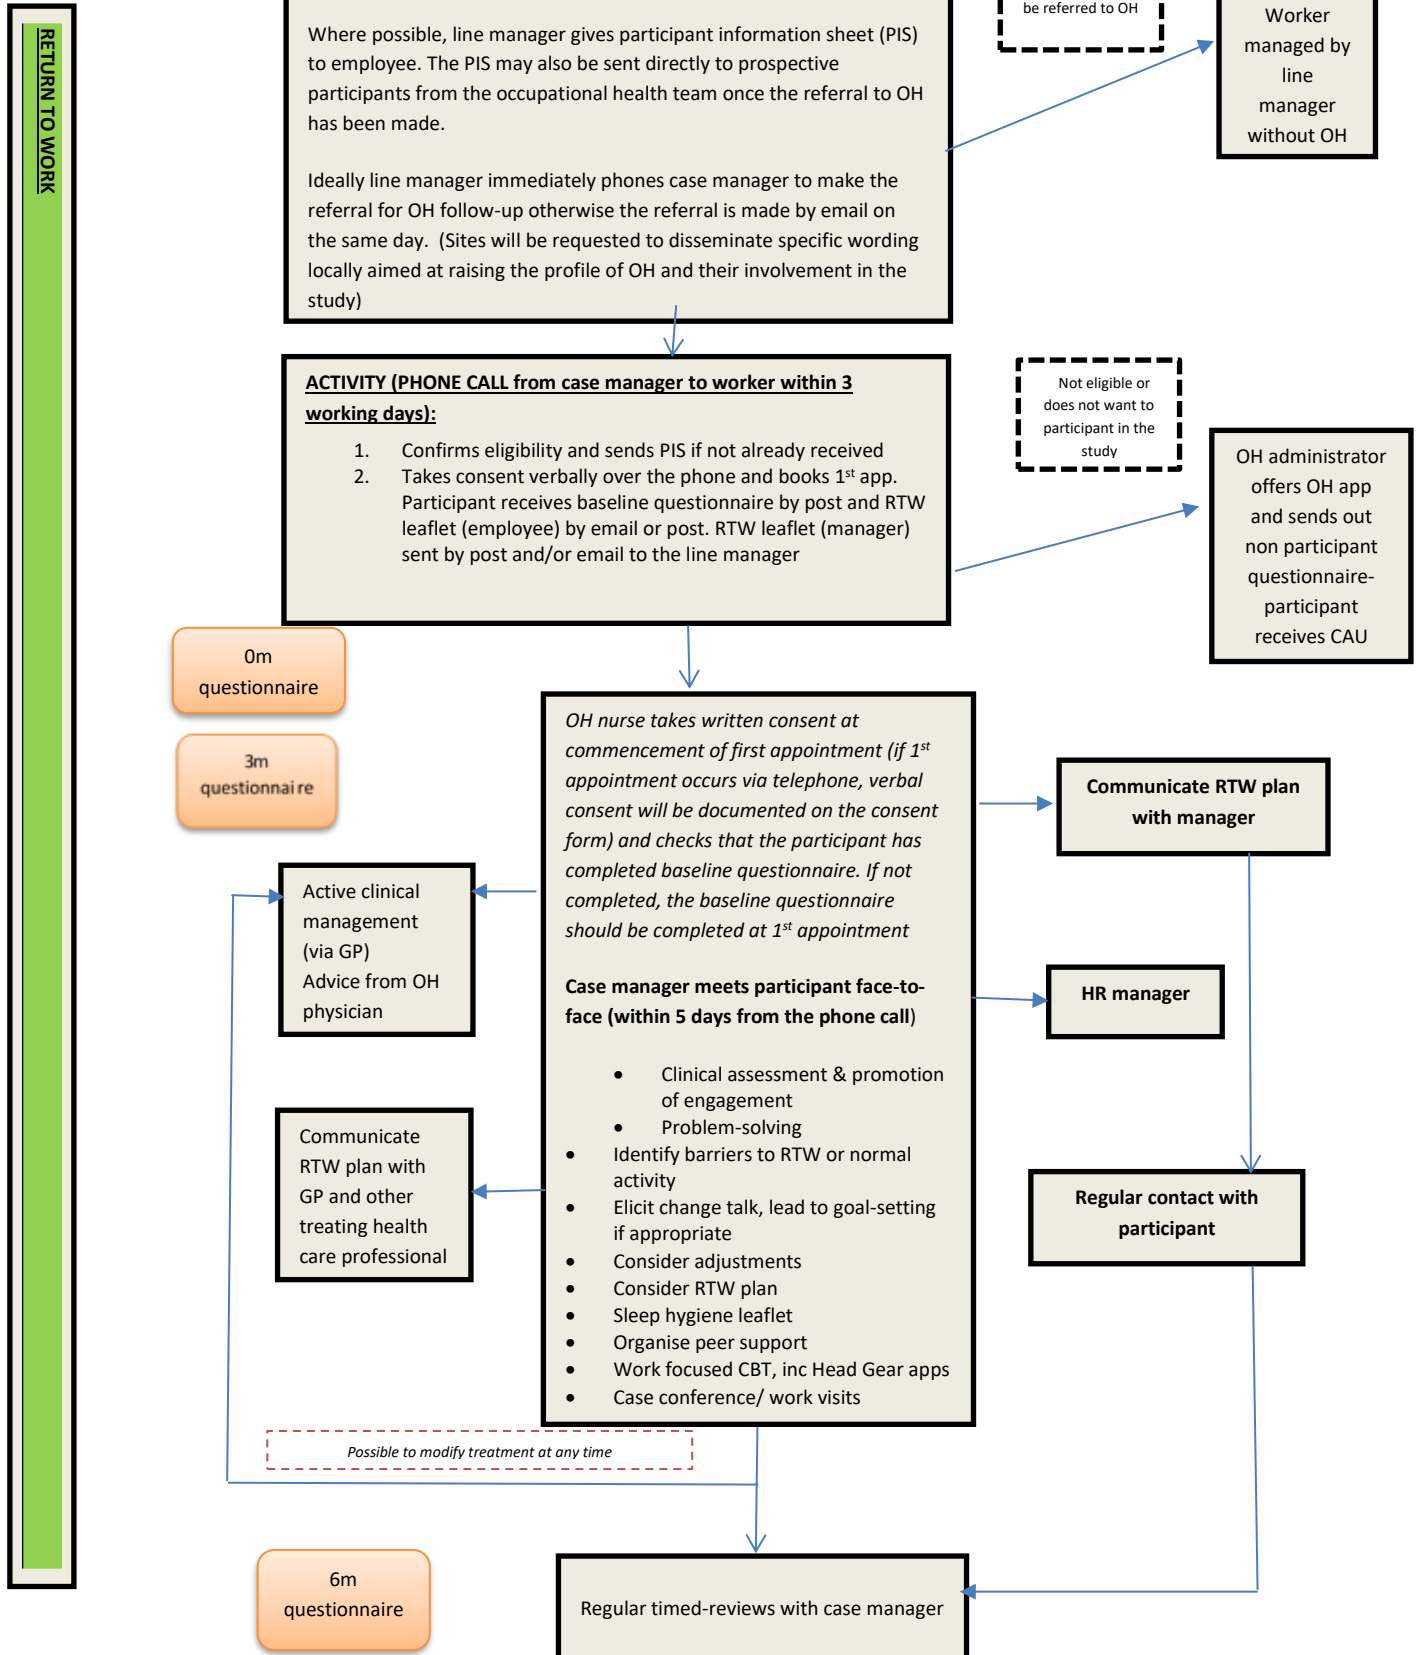 RETURN TO WORK
be referred to OH
Worker
managed by
line
manager
without OH
Where possible, line manager gives participant information sheet (PIS)
to employee. The PIS may also be sent directly to prospective
participants from the occupational health team once the referral to OH
has been made.
Ideally line manager immediately phones case manager to make the
referral for OH follow-up otherwise the referral is made by email on
the same day.  (Sites will be requested to disseminate specific wording
locally aimed at raising the profile of OH and their involvement in the
study)
ACTIVITY (PHONE CALL from case manager to worker within 3
working days):
1. Confirms eligibility and sends PIS if not already received
2. Takes consent verbally over the phone and books 1st app.
Participant receives baseline questionnaire by post and RTW
leaflet (employee) by email or post. RTW leaflet (manager)
sent by post and/or email to the line manager
Not eligible or
does not want to
participant in the
study
OH administrator
offers OH app
and sends out
non participant
questionnaire-
participant
receives CAU
0m
questionnaire
3m
questionnaire
OH nurse takes written consent at
commencement of first appointment (if 1st
appointment occurs via telephone, verbal
consent will be documented on the consent
form) and checks that the participant has
completed baseline questionnaire. If not
completed, the baseline questionnaire
should be completed at 1st appointment
Case manager meets participant face-to-
face (within 5 days from the phone call)
• Clinical assessment & promotion
of engagement
• Problem-solving
• Identify barriers to RTW or normal
activity
• Elicit change talk, lead to goal-setting
if appropriate
• Consider adjustments
• Consider RTW plan
• Sleep hygiene leaflet
• Organise peer support
• Work focused CBT, inc Head Gear apps
• Case conference/ work visits
Communicate RTW plan
with manager
Active clinical
management
(via GP)
Advice from OH
physician
HR manager
Communicate
RTW plan with
GP and other
treating health
care professional
Regular contact with
participant
Possible to modify treatment at any time
6m
questionnaire
Regular timed-reviews with case manager